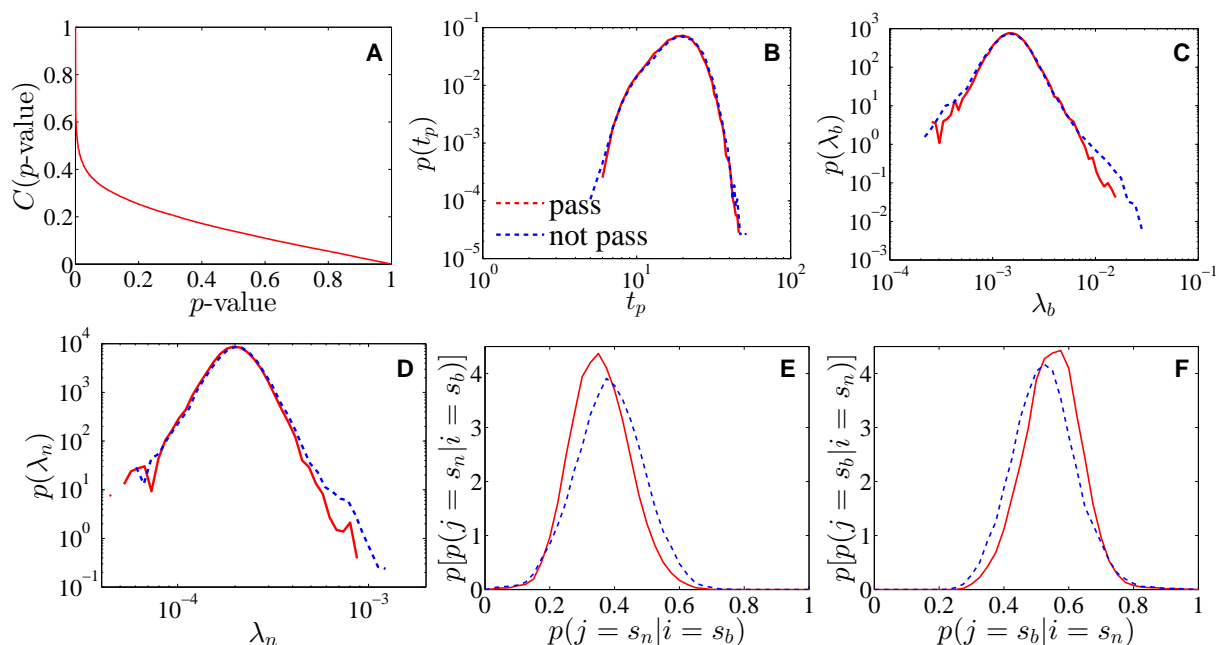 A
C(p-value)
1
0.8
0.6
0.4
0.2
0
0 0.2 0.4 0.6 0.8 1
p-value
B
p(t_p)
10^0
10^-1
10^-2
10^-3
10^-4
10^-5
pass
not pass
10^0 10^1 10^2
t_p
C
p(λ_b)
10^3
10^2
10^1
10^0
10^-1
10^-2
10^-3
10^-4 10^-3 10^-2 10^-1
λ_b
D
p(λ_n)
10^4
10^3
10^2
10^1
10^0
10^-1
10^-4 10^-3
λ_n
E
p[p(j = s_n|i = s_b)]
4
3
2
1
0
0 0.2 0.4 0.6 0.8 1
p(j = s_n|i = s_b)
F
p[p(j = s_b|i = s_n)]
4
3
2
1
0
0 0.2 0.4 0.6 0.8 1
p(j = s_b|i = s_n)